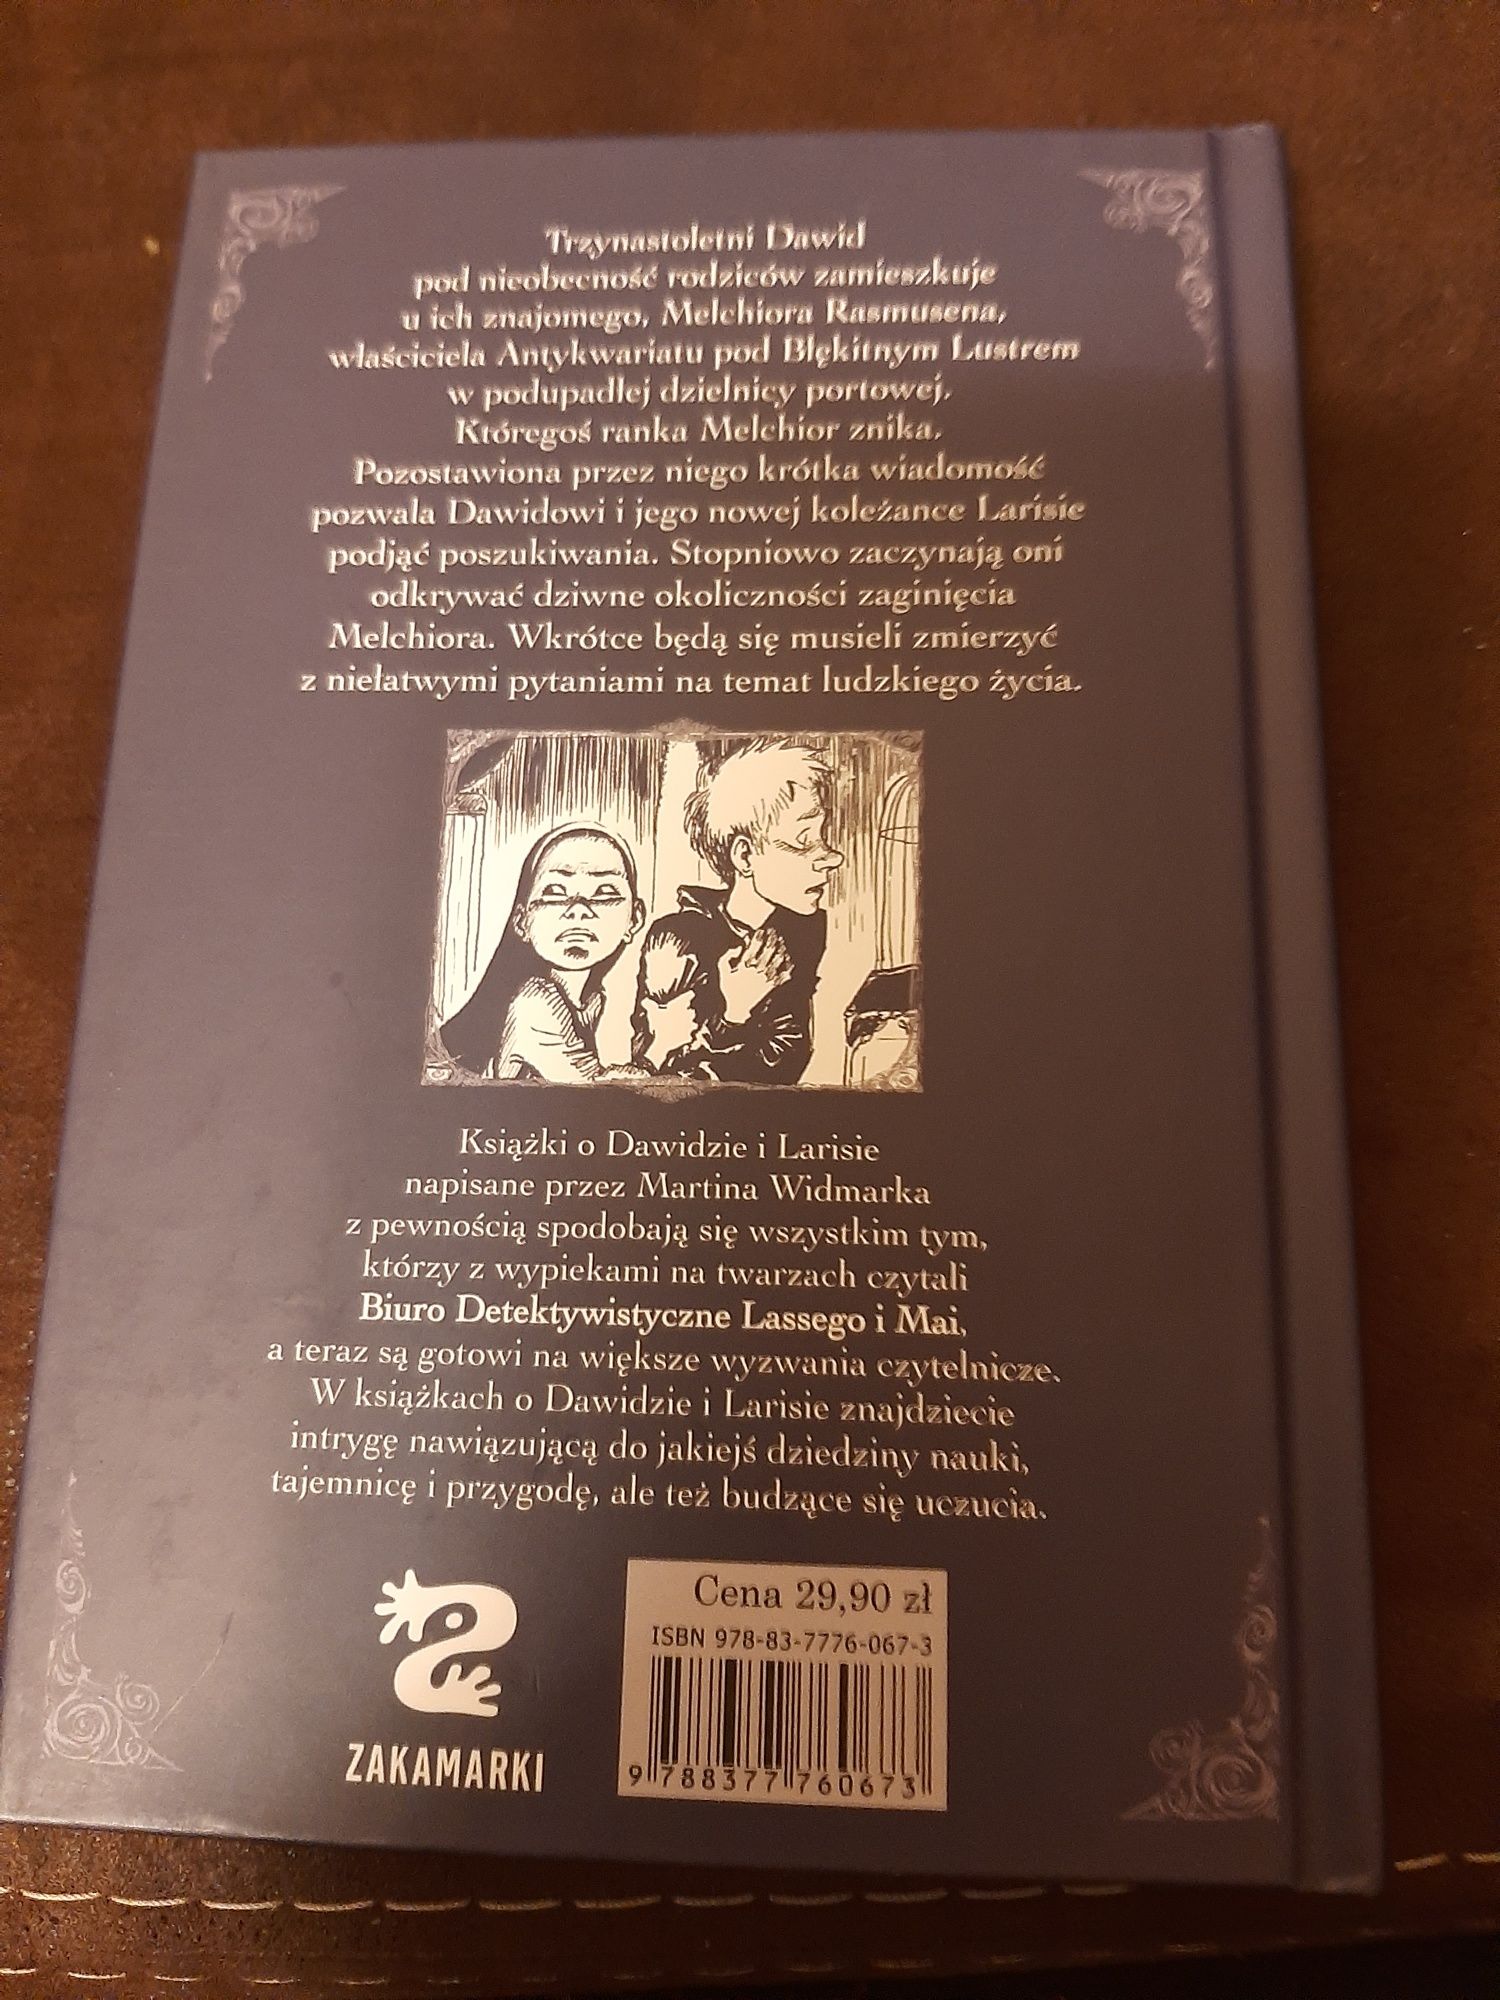 Trzynastoletni Dawid
pod nieobecność rodziców zamieszkuje
u ich znajomego, Melchiora Rasmusena,
właściciela Antykwariatu pod Błękitnym Lustrem
w podupadłej dzielnicy portowej.
Któregoś ranka Melchior znika.
Pozostawiona przez niego krótka wiadomość
pozwala Dawidowi i jego nowej koleżance Larisie
podjąć poszukiwania. Stopniowo zaczynają oni
odkrywać dziwne okoliczności zaginięcia
Melchiora. Wkrótce będą się musieli zmierzyć
z niełatwymi pytaniami na temat ludzkiego życia.
Książki o Dawidzie i Larisie
napisane przez Martina Widmarka
z pewnością spodobają się wszystkim tym,
którzy z wypiekami na twarzach czytali
Biuro Detektywistyczne Lassego i Mai,
a teraz są gotowi na większe wyzwania czytelnicze.
W książkach o Dawidzie i Larisie znajdziecie
intrygę nawiązującą do jakiejś dziedziny nauki,
tajemnicę i przygodę, ale też budzące się uczucia.
Cena 29,90 zł
ISBN 978-83-7776-067-3
9 788377 760673
ZAKAMARKI